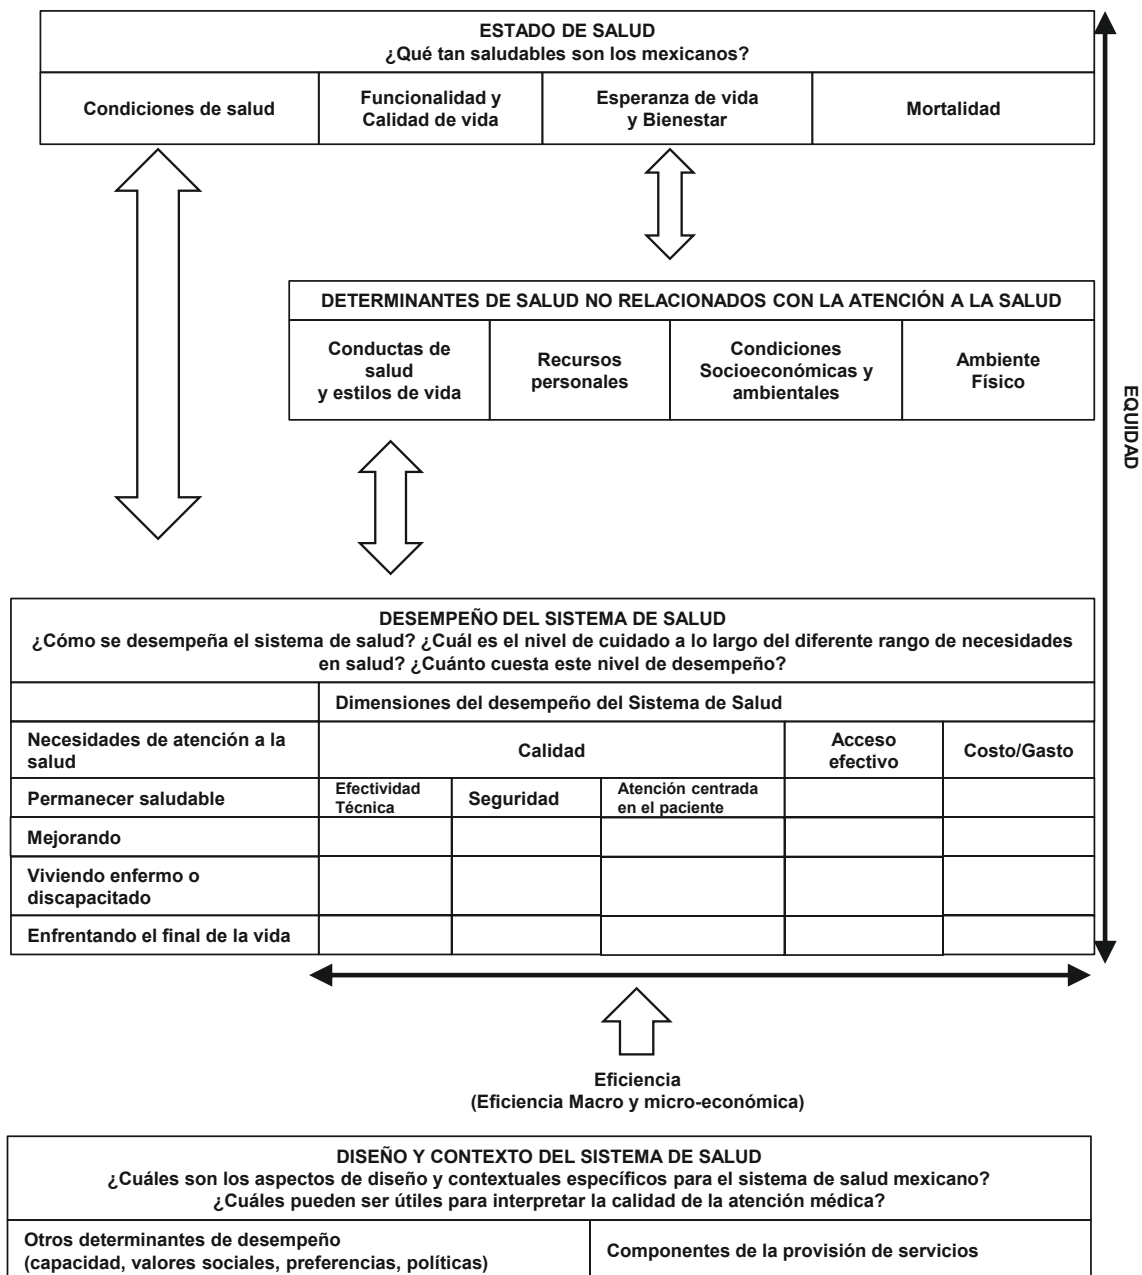 ESTADO DE SALUD
¿Qué tan saludables son los mexicanos?
Condiciones de salud
Funcionalidad y
Calidad de vida
Esperanza de vida
y Bienestar
Mortalidad
DETERMINANTES DE SALUD NO RELACIONADOS CON LA ATENCIÓN A LA SALUD
Conductas de
salud
y estilos de vida
Recursos
personales
Condiciones
Socioeconómicas y
ambientales
Ambiente
Físico
EQUIDAD
DESEMPEÑO DEL SISTEMA DE SALUD
¿Cómo se desempeña el sistema de salud? ¿Cuál es el nivel de cuidado a lo largo del diferente rango de necesidades
en salud? ¿Cuánto cuesta este nivel de desempeño?
Dimensiones del desempeño del Sistema de Salud
Necesidades de atención a la
salud
Calidad
Acceso
efectivo
Costo/Gasto
Permanecer saludable
Efectividad
Técnica
Seguridad
Atención centrada
en el paciente
Mejorando
Viviendo enfermo o
discapacitado
Enfrentando el final de la vida
Eficiencia
(Eficiencia Macro y micro-económica)
DISEÑO Y CONTEXTO DEL SISTEMA DE SALUD
¿Cuáles son los aspectos de diseño y contextuales específicos para el sistema de salud mexicano?
¿Cuáles pueden ser útiles para interpretar la calidad de la atención médica?
Otros determinantes de desempeño
(capacidad, valores sociales, preferencias, políticas)
Componentes de la provisión de servicios